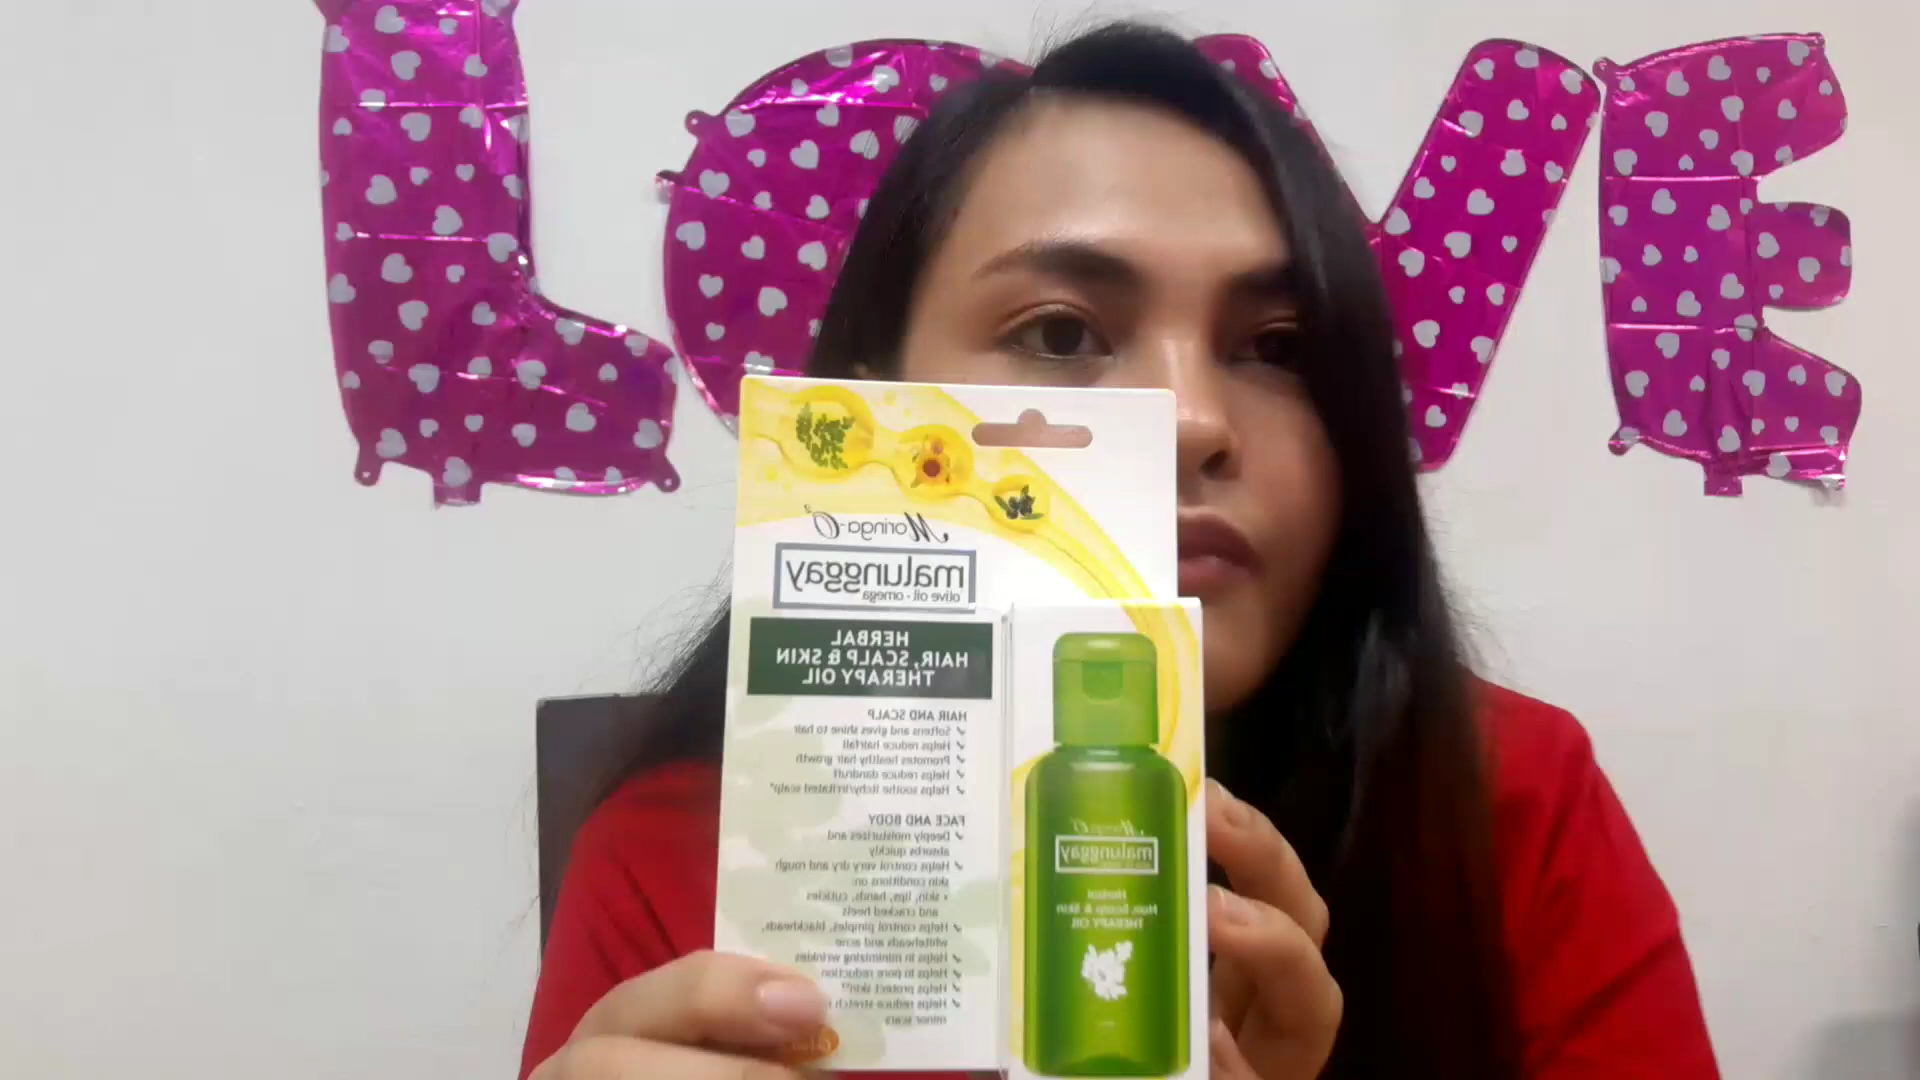 LOVE
Moringa-O²
malunggay
olive oil - omega
HERBAL
HAIR, SCALP & SKIN
THERAPY OIL
HAIR AND SCALP
✓ Softens and gives shine to hair
✓ Helps reduce hairfall
✓ Promotes healthy hair growth
✓ Helps reduce dandruff
✓ Helps soothe itchy/irritated scalp*
FACE AND BODY
✓ Deeply moisturizes and
absorbs quickly
✓ Helps control very dry and rough
skin conditions on:
• skin, lips, hands, cuticles
and cracked heels
✓ Helps control pimples, blackheads,
whiteheads and acne
✓ Helps in minimizing wrinkles
✓ Helps in pore reduction
✓ Helps protect skin**
✓ Helps reduce stretch
minor scars
Moringa-O²
malunggay
Herbal
Hair, Scalp & Skin
THERAPY OIL